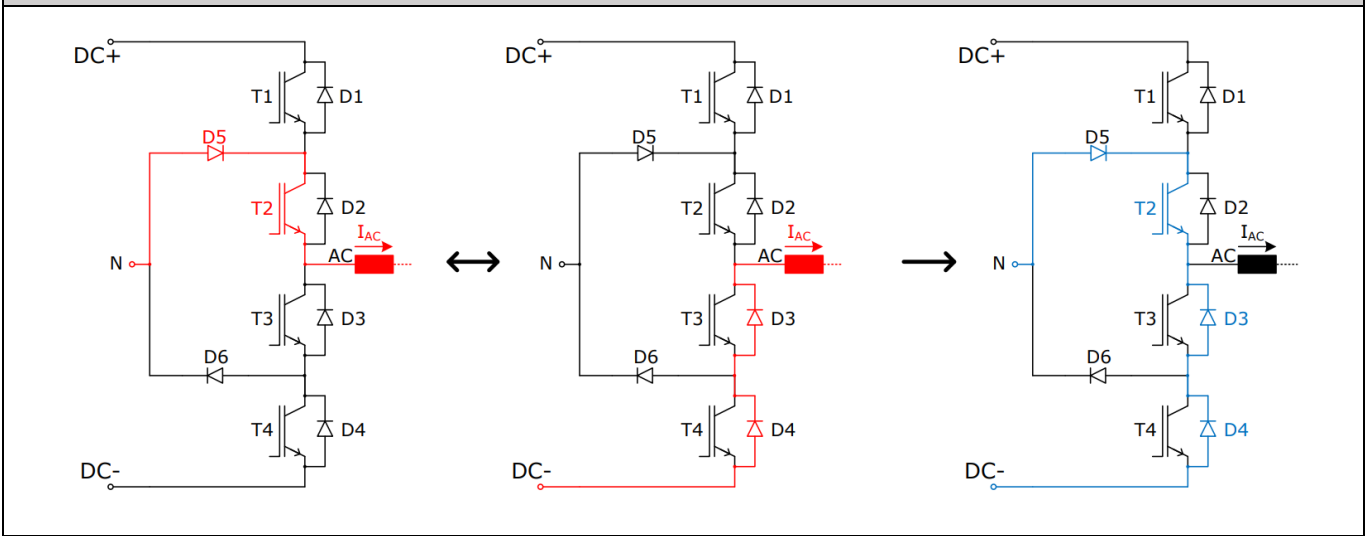 DC+
T1
D1
D5
T2
D2
I_AC
AC
N
T3
D3
D6
T4
D4
DC-
DC+
T1
D1
D5
T2
D2
I_AC
AC
N
T3
D3
D6
T4
D4
DC-
DC+
T1
D1
D5
T2
D2
I_AC
AC
N
T3
D3
D6
T4
D4
DC-